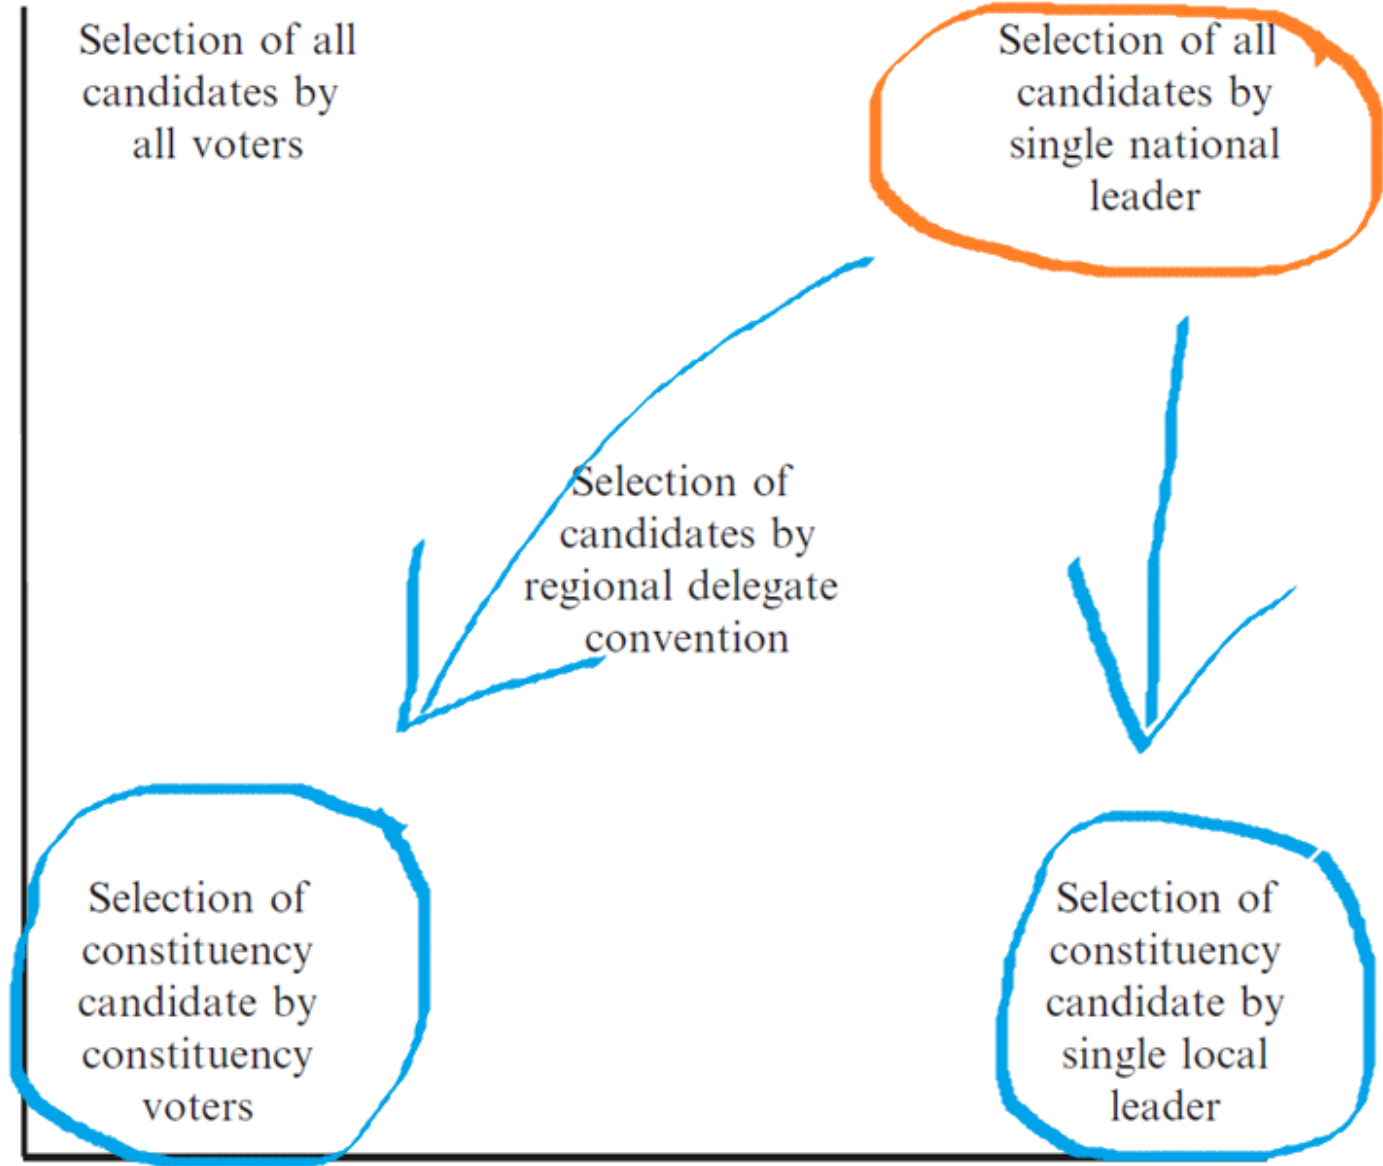 Selection of all
candidates by
all voters
Selection of all
candidates by
single national
leader
Selection of
candidates by
regional delegate
convention
Selection of
constituency
candidate by
constituency
voters
Selection of
constituency
candidate by
single local
leader